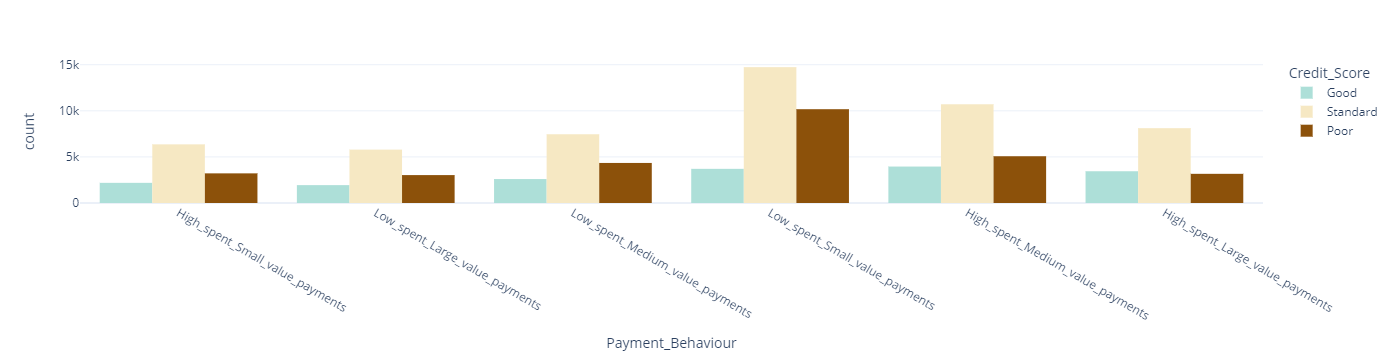 15k
10k
5k
0
count
High_spent_Small_value_payments
Low_spent_Large_value_payments
Low_spent_Medium_value_payments
Low_spent_Small_value_payments
High_spent_Medium_value_payments
High_spent_Large_value_payments
Payment_Behaviour
Credit_Score
Good
Standard
Poor